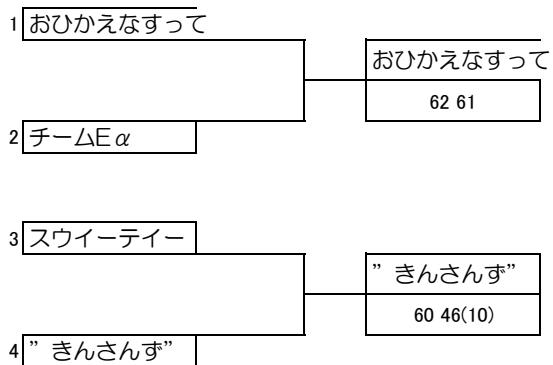 1 おひかえなすって
おひかえなすって
62 61
2 チームEα
3 スウイーテイー
”きんさんず”
60 46(10)
4 ”きんさんず”